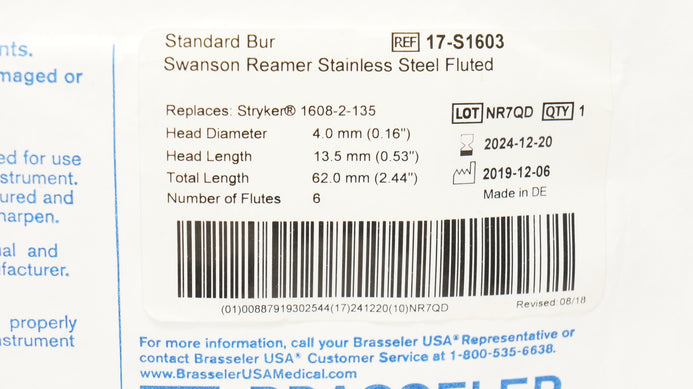 nts.
maged or
ed for use
strument.
ured and
harpen.
al and
facturer.
properly
strument
Standard Bur REF 17-S1603
Swanson Reamer Stainless Steel Fluted
Replaces: Stryker® 1608-2-135 LOT NR7QD QTY 1
Head Diameter 4.0 mm (0.16")
Head Length 13.5 mm (0.53") 2024-12-20
Total Length 62.0 mm (2.44") 2019-12-06
Number of Flutes 6 Made in DE
(01)00887919302544(17)241220(10)NR7QD Revised: 08/18
For more information, call your Brasseler USA® Representative or
contact Brasseler USA® Customer Service at 1-800-535-6638.
www.BrasselerUSAMedical.com
BRASSELER